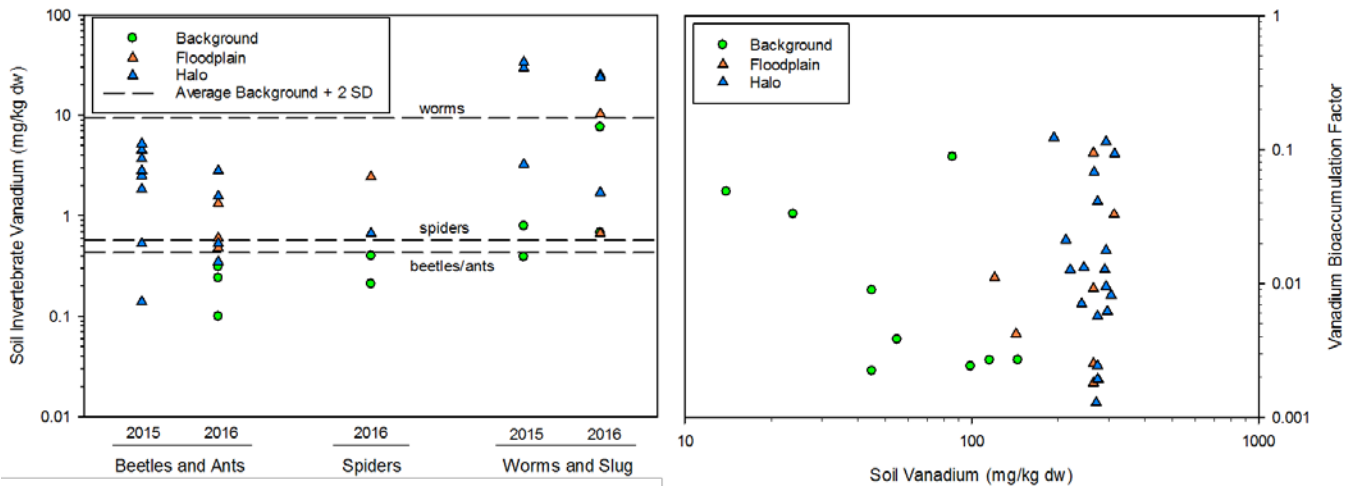 Soil Invertebrate Vanadium (mg/kg dw)
100
10
1
0.1
0.01
Background
Floodplain
Halo
Average Background + 2 SD
worms
spiders
beetles/ants
2015
2016
2016
2015
2016
Beetles and Ants
Spiders
Worms and Slug
Background
Floodplain
Halo
1
0.1
0.01
0.001
Vanadium Bioaccumulation Factor
10
100
1000
Soil Vanadium (mg/kg dw)